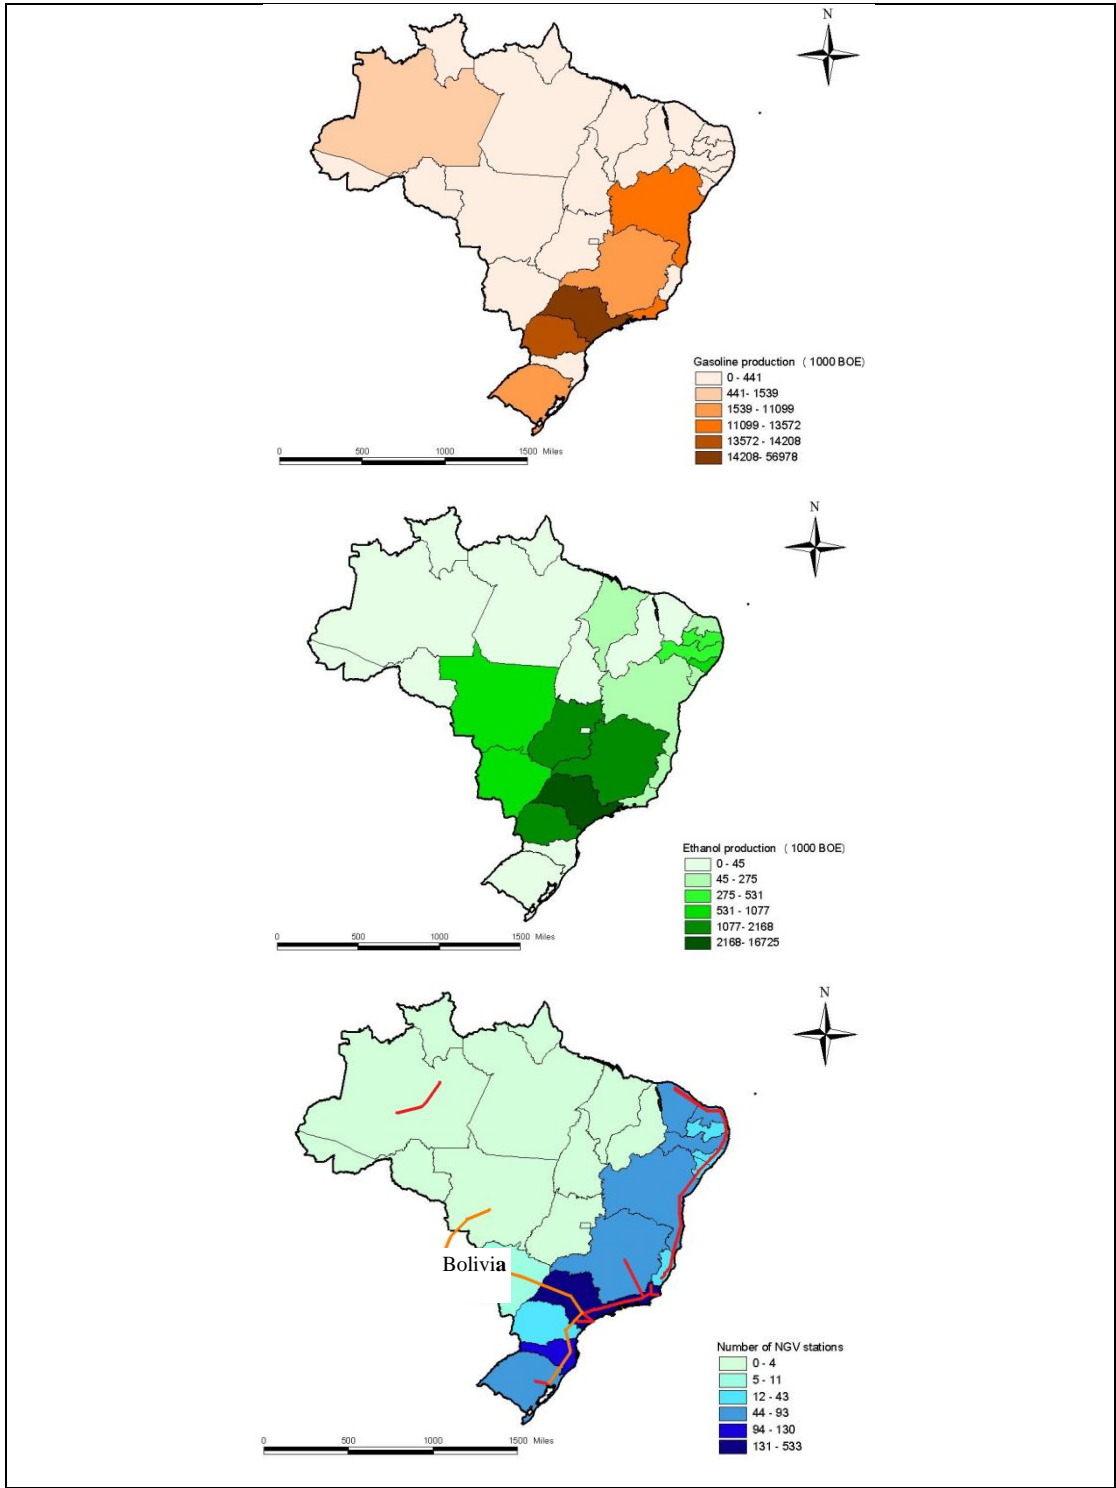 N
Gasoline production ( 1000 BOE)
0 - 441
441- 1539
1539 - 11099
11099 - 13572
13572 - 14208
14208- 56978
0 500 1000 1500 Miles
N
Ethanol production ( 1000 BOE)
0 - 45
45 - 275
275 - 531
531 - 1077
1077- 2168
2168- 16725
0 500 1000 1500 Miles
N
Bolivia
Number of NGV stations
0 - 4
5 - 11
12 - 43
44 - 93
94 - 130
131 - 533
0 500 1000 1500 Miles